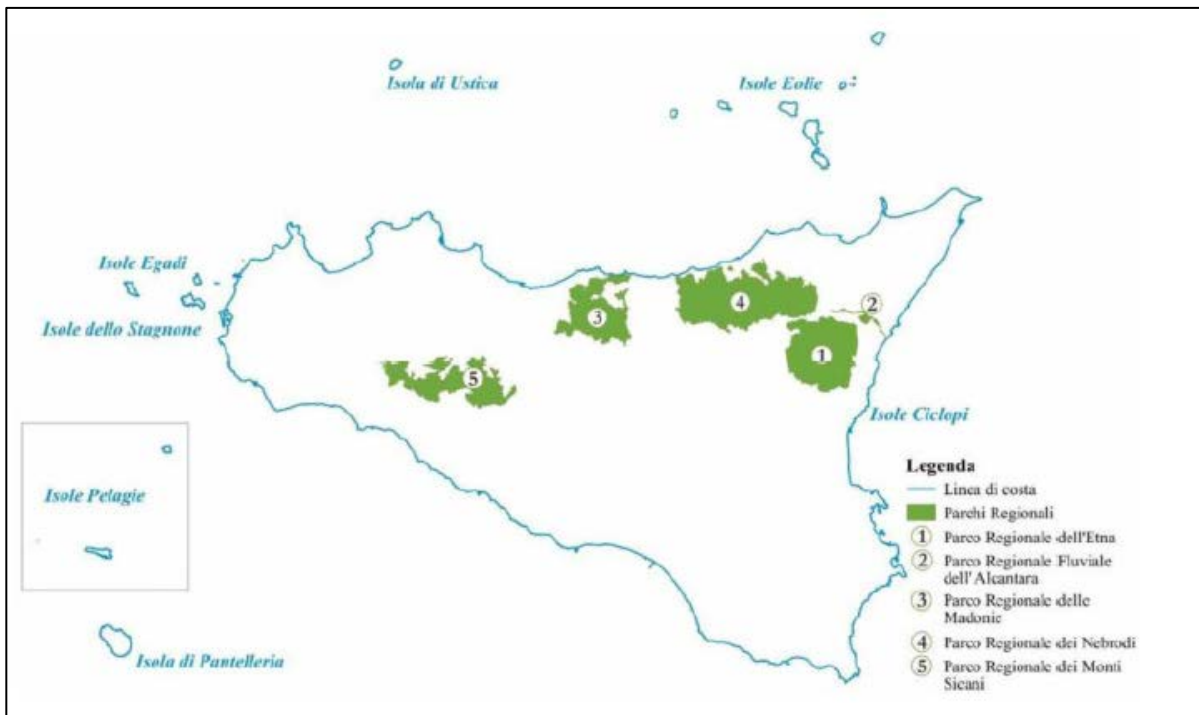 Isola di Ustica
Isole Eolie
Isole Egadi
Isole dello Stagnone
3
4
2
1
5
Isole Ciclopi
Isole Pelagie
Isola di Pantelleria
Legenda
Linea di costa
Parchi Regionali
1 Parco Regionale dell'Etna
2 Parco Regionale Fluviale
dell'Alcantara
3 Parco Regionale delle
Madonie
4 Parco Regionale dei Nebrodi
5 Parco Regionale dei Monti
Sicani